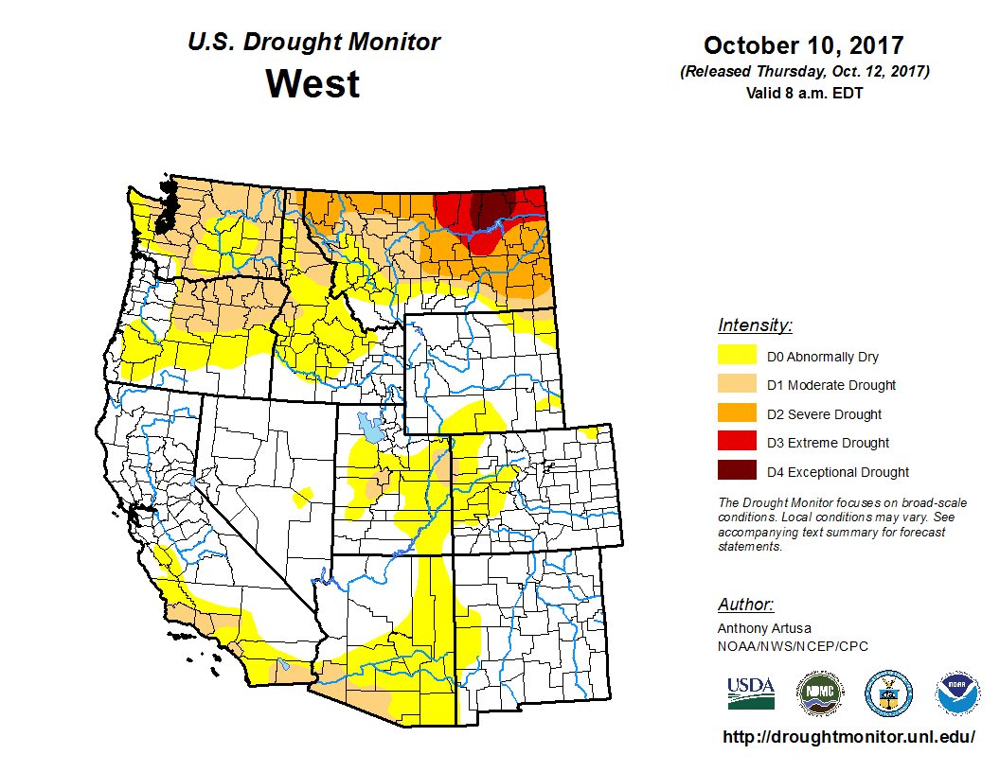 U.S. Drought Monitor
West
October 10, 2017
(Released Thursday, Oct. 12, 2017)
Valid 8 a.m. EDT
Intensity:
D0 Abnormally Dry
D1 Moderate Drought
D2 Severe Drought
D3 Extreme Drought
D4 Exceptional Drought
The Drought Monitor focuses on broad-scale
conditions. Local conditions may vary. See
accompanying text summary for forecast
statements.
Author:
Anthony Artusa
NOAA/NWS/NCEP/CPC
USDA
NDMC
NOAA
http://droughtmonitor.unl.edu/